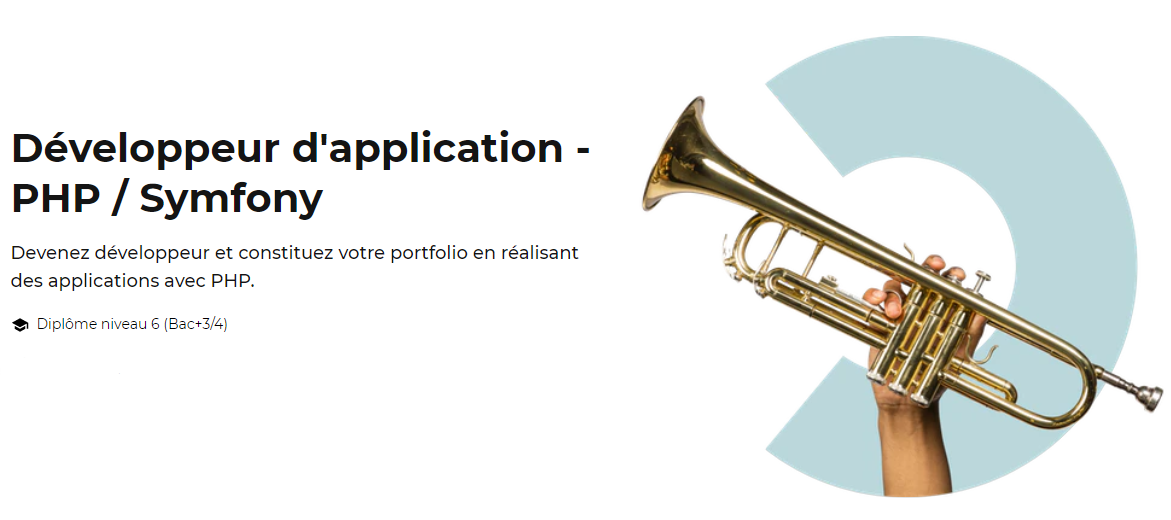 Développeur d'application -
PHP / Symfony
Devenez développeur et constituez votre portfolio en réalisant
des applications avec PHP.
Diplôme niveau 6 (Bac+3/4)